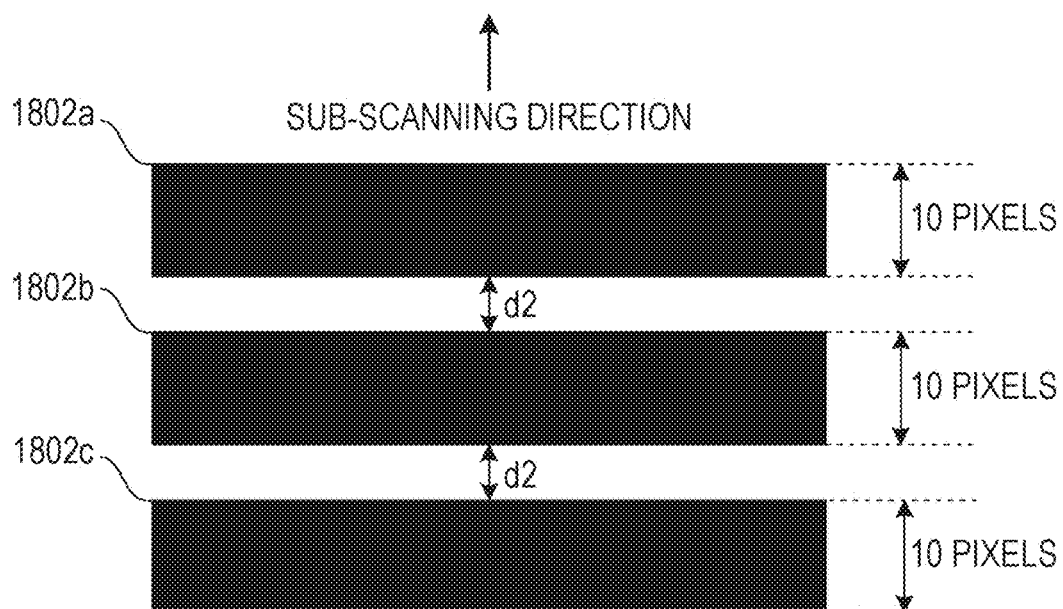 SUB-SCANNING DIRECTION
1802a
10 PIXELS
1802b
d2
10 PIXELS
1802c
d2
10 PIXELS